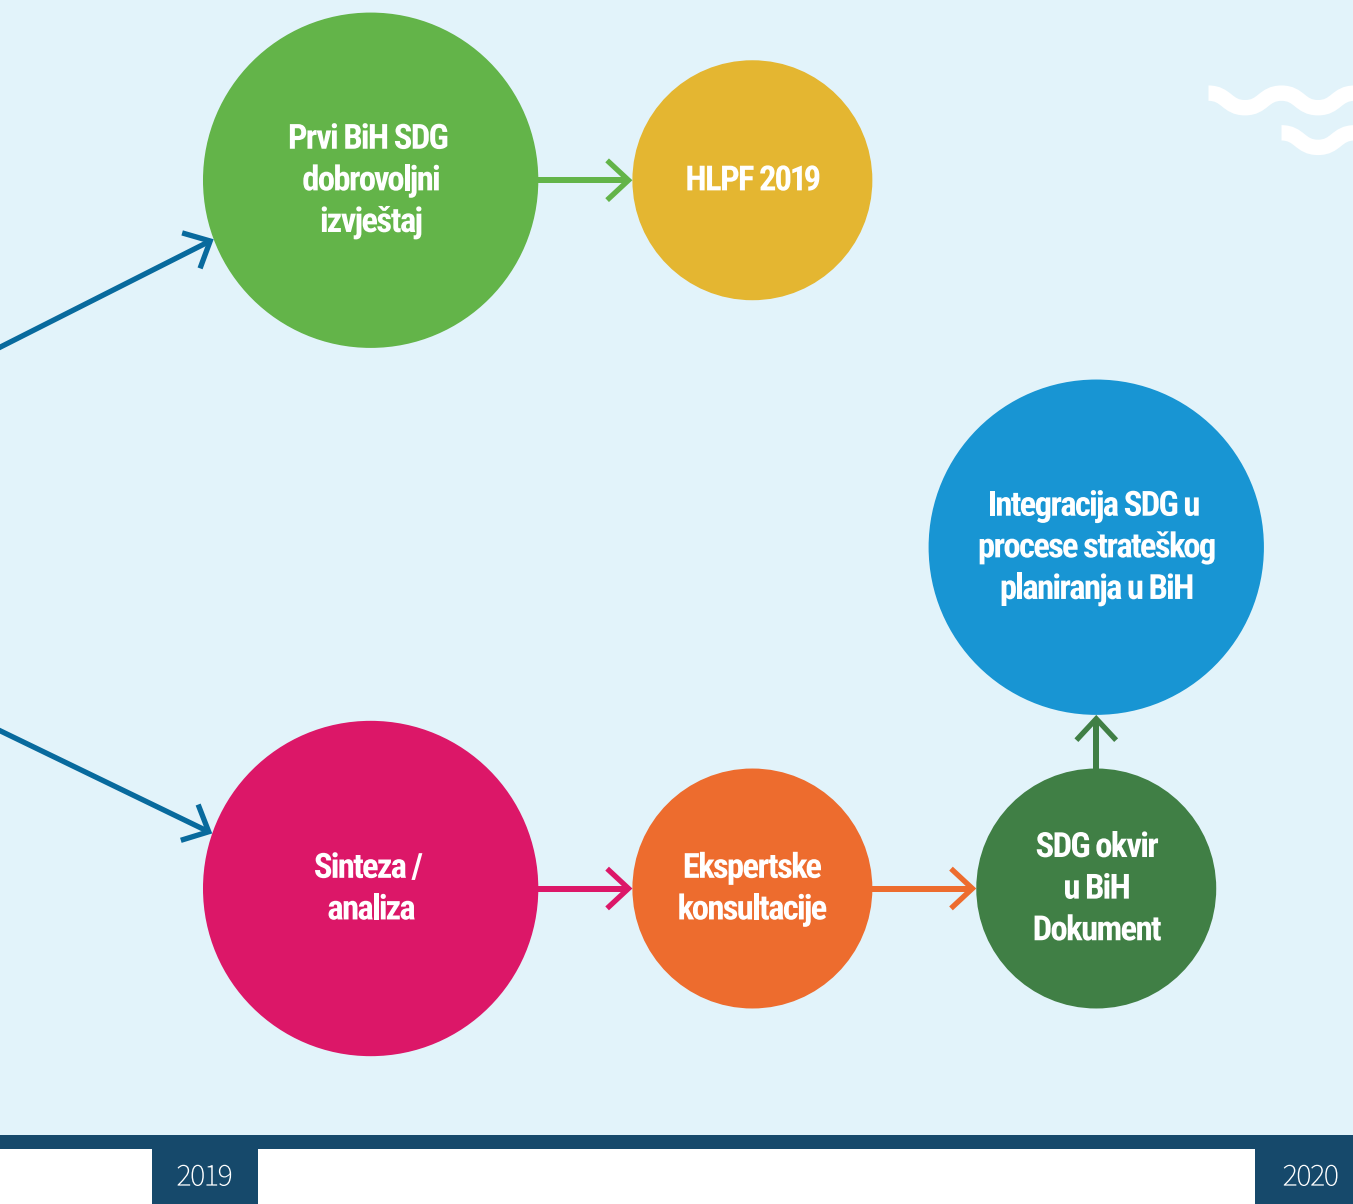 Prvi BiH SDG
dobrovoljni
izvještaj
HLPF 2019
Integracija SDG u
procese strateškog
planiranja u BiH
Sinteza /
analiza
Ekspertske
konsultacije
SDG okvir
u BiH
Dokument
2019
2020